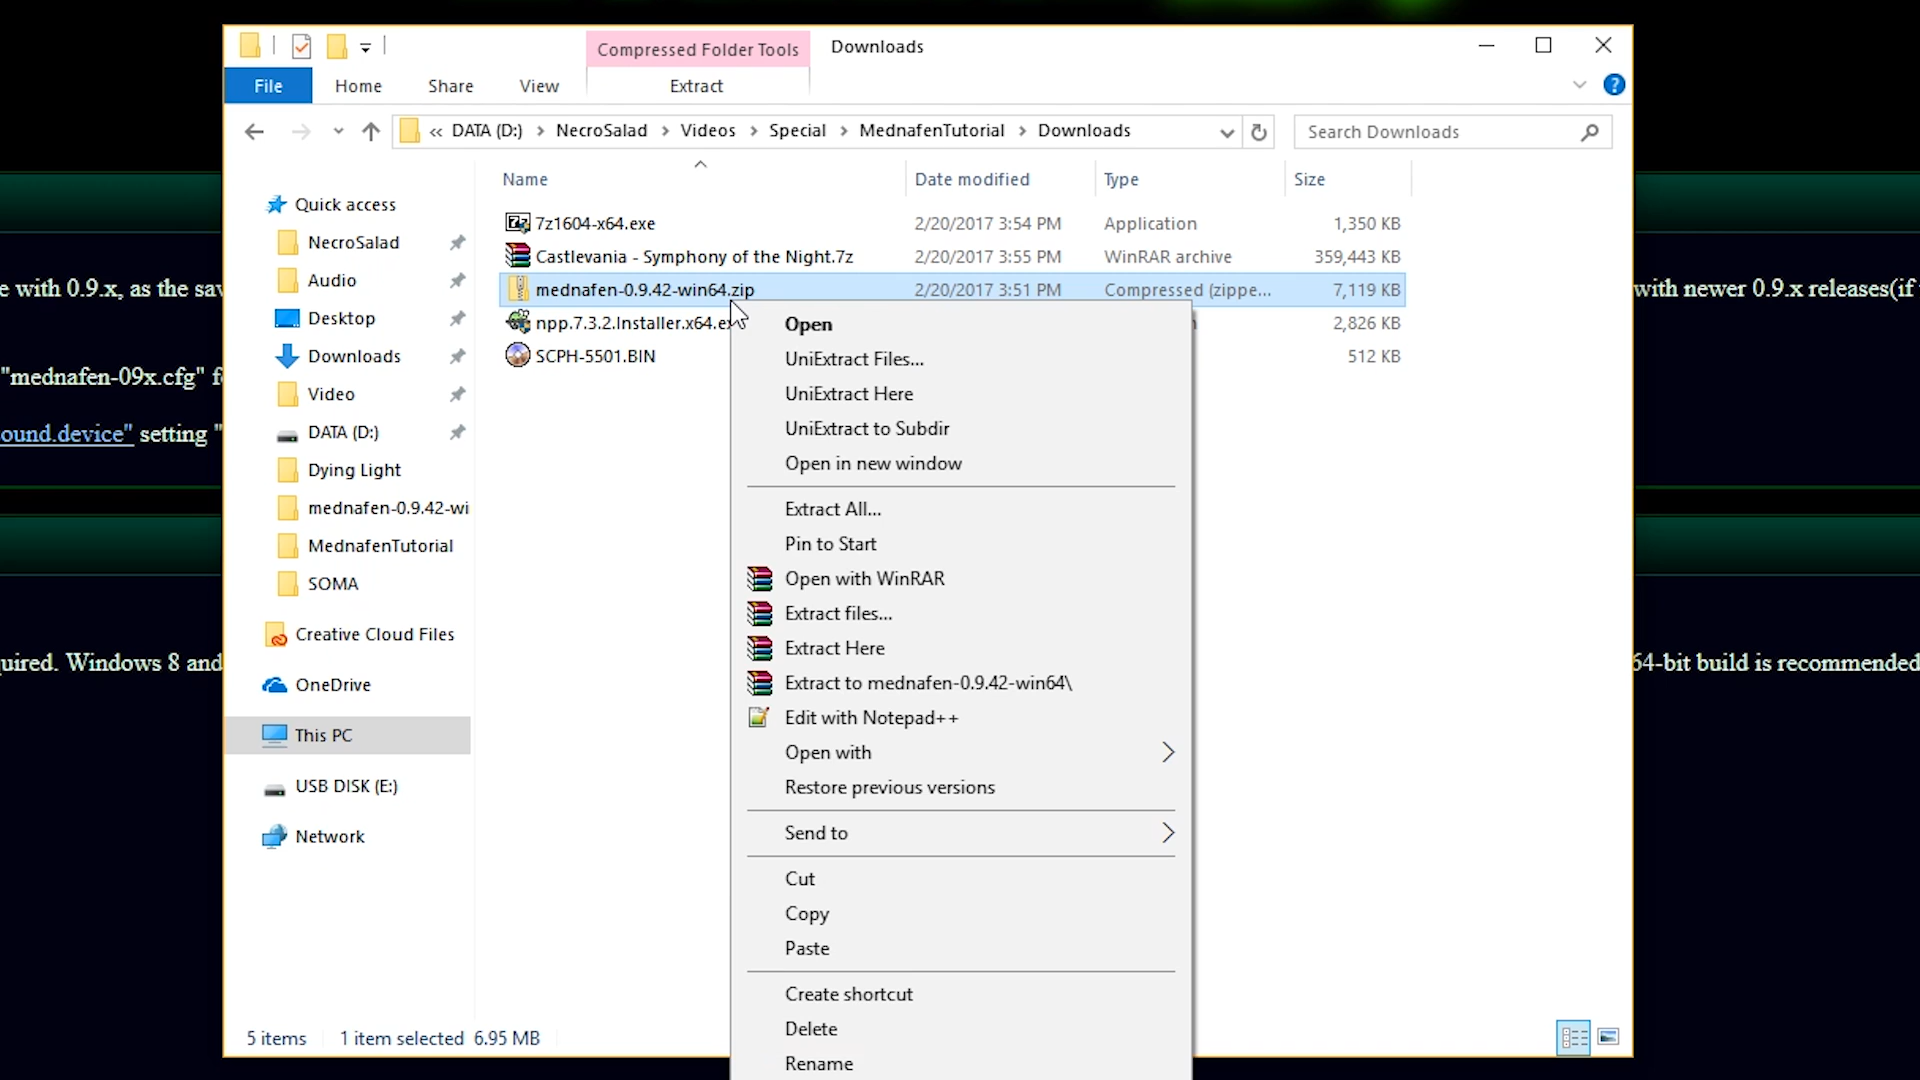 Compressed Folder Tools
Downloads
File
Home
Share
View
Extract
« DATA (D:) > NecroSalad > Videos > Special > MednafenTutorial > Downloads
Search Downloads
Name
Date modified
Type
Size
7z1604-x64.exe 2/20/2017 3:54 PM Application 1,350 KB
Castlevania - Symphony of the Night.7z 2/20/2017 3:55 PM WinRAR archive 359,443 KB
mednafen-0.9.42-win64.zip 2/20/2017 3:51 PM Compressed (zippe... 7,119 KB
npp.7.3.2.Installer.x64.e 2,826 KB
SCPH-5501.BIN 512 KB
Quick access
NecroSalad
Audio
Desktop
Downloads
Video
DATA (D:)
Dying Light
mednafen-0.9.42-wi
MednafenTutorial
SOMA
Creative Cloud Files
OneDrive
This PC
USB DISK (E:)
Network
Open
UniExtract Files...
UniExtract Here
UniExtract to Subdir
Open in new window
Extract All...
Pin to Start
Open with WinRAR
Extract files...
Extract Here
Extract to mednafen-0.9.42-win64\
Edit with Notepad++
Open with
Restore previous versions
Send to
Cut
Copy
Paste
Create shortcut
Delete
Rename
5 items
1 item selected 6.95 MB
e with 0.9.x, as the sav
with newer 0.9.x releases(if
"mednafen-09x.cfg" f
ound.device" setting "
quired. Windows 8 and
64-bit build is recommended